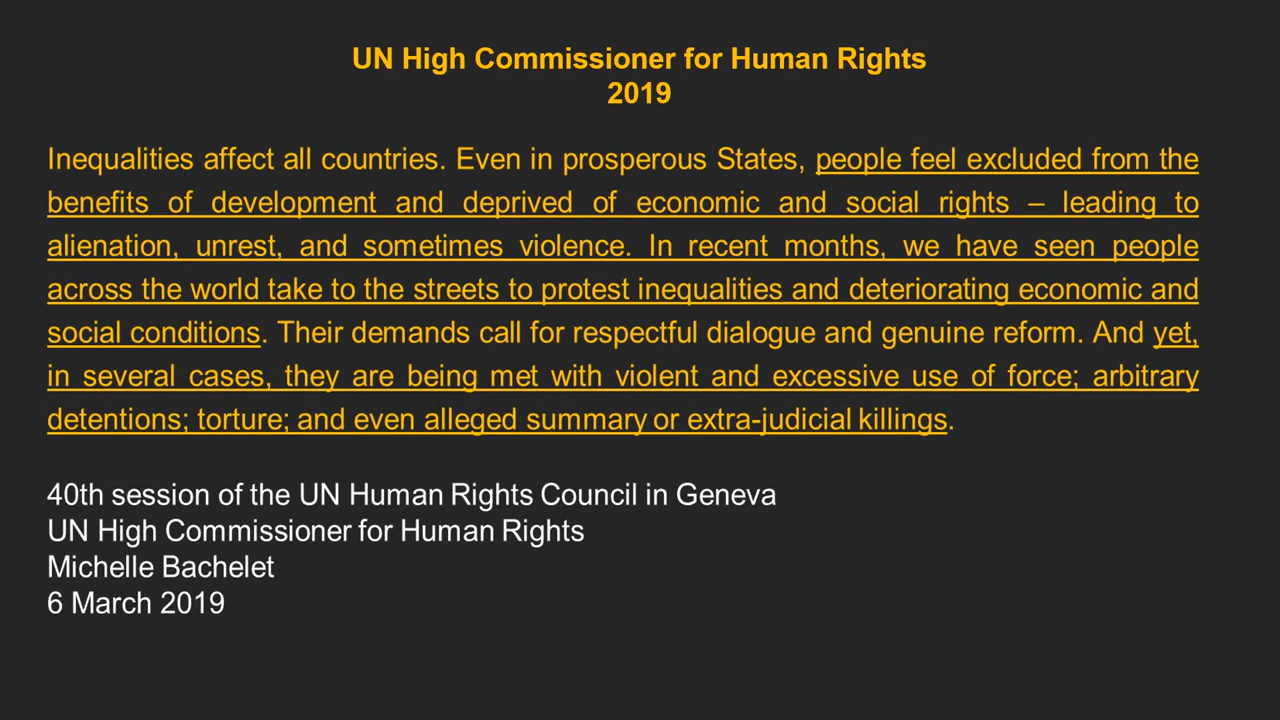 UN High Commissioner for Human Rights
2019
Inequalities affect all countries. Even in prosperous States, people feel excluded from the
benefits of development and deprived of economic and social rights – leading to
alienation, unrest, and sometimes violence. In recent months, we have seen people
across the world take to the streets to protest inequalities and deteriorating economic and
social conditions. Their demands call for respectful dialogue and genuine reform. And yet,
in several cases, they are being met with violent and excessive use of force; arbitrary
detentions; torture; and even alleged summary or extra-judicial killings.
40th session of the UN Human Rights Council in Geneva
UN High Commissioner for Human Rights
Michelle Bachelet
6 March 2019